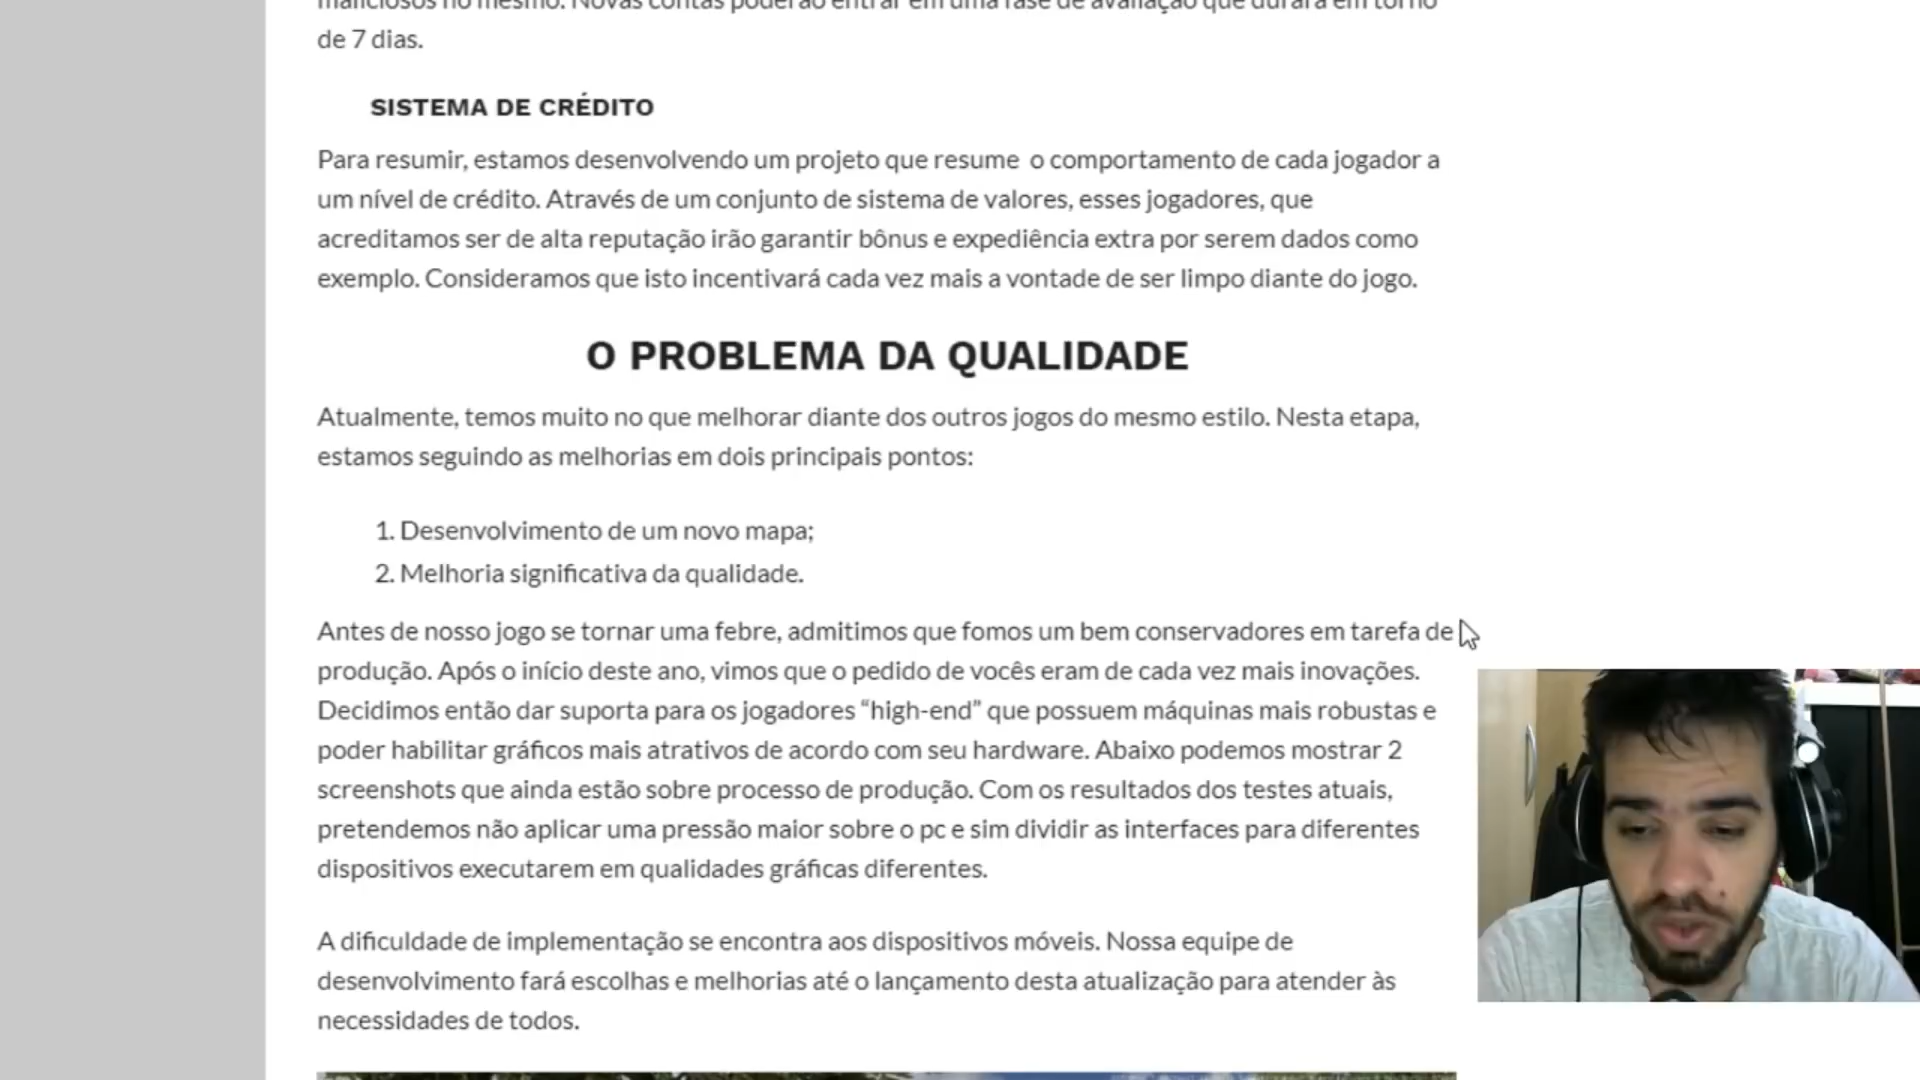 maliciosos no mesmo. Novas contas poderão entrar em uma fase de avaliação que durará em torno
de 7 dias.
SISTEMA DE CRÉDITO
Para resumir, estamos desenvolvendo um projeto que resume o comportamento de cada jogador a
um nível de crédito. Através de um conjunto de sistema de valores, esses jogadores, que
acreditamos ser de alta reputação irão garantir bônus e expediência extra por serem dados como
exemplo. Consideramos que isto incentivará cada vez mais a vontade de ser limpo diante do jogo.
O PROBLEMA DA QUALIDADE
Atualmente, temos muito no que melhorar diante dos outros jogos do mesmo estilo. Nesta etapa,
estamos seguindo as melhorias em dois principais pontos:
1. Desenvolvimento de um novo mapa;
2. Melhoria significativa da qualidade.
Antes de nosso jogo se tornar uma febre, admitimos que fomos um bem conservadores em tarefa de
produção. Após o início deste ano, vimos que o pedido de vocês eram de cada vez mais inovações.
Decidimos então dar suporta para os jogadores “high-end” que possuem máquinas mais robustas e
poder habilitar gráficos mais atrativos de acordo com seu hardware. Abaixo podemos mostrar 2
screenshots que ainda estão sobre processo de produção. Com os resultados dos testes atuais,
pretendemos não aplicar uma pressão maior sobre o pc e sim dividir as interfaces para diferentes
dispositivos executarem em qualidades gráficas diferentes.
A dificuldade de implementação se encontra aos dispositivos móveis. Nossa equipe de
desenvolvimento fará escolhas e melhorias até o lançamento desta atualização para atender às
necessidades de todos.